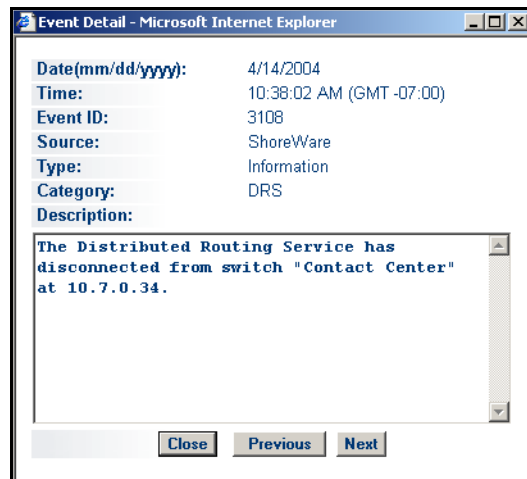 Event Detail - Microsoft Internet Explorer
Date(mm/dd/yyyy): 4/14/2004
Time: 10:38:02 AM (GMT -07:00)
Event ID: 3108
Source: ShoreWare
Type: Information
Category: DRS
Description:
The Distributed Routing Service has
disconnected from switch "Contact Center"
at 10.7.0.34.
Close Previous Next